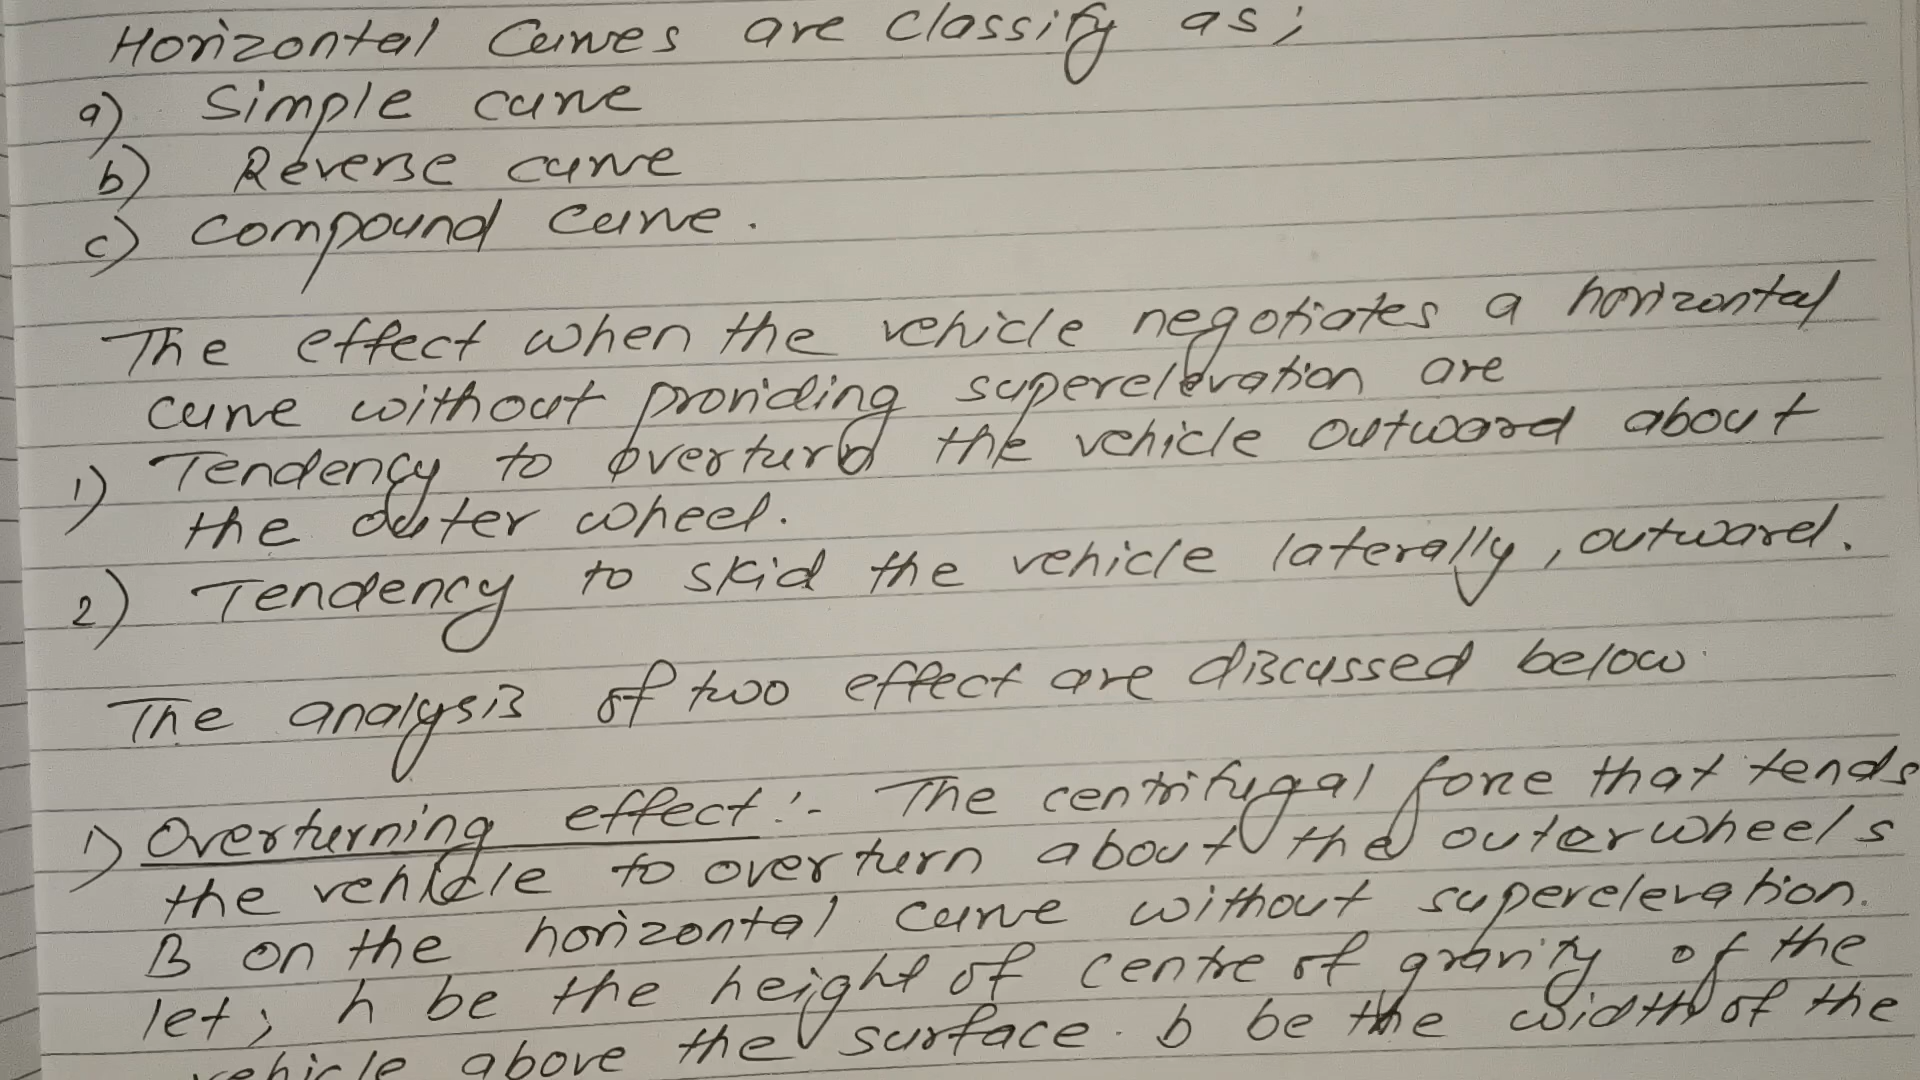 Horizontal Curves are classify as;
a) Simple curve
b) Reverse curve
c) Compound curve.
The effect when the vehicle negotiates a horizontal
curve without providing superelevation are
1) Tendency to overturn the vehicle outward about
the outer wheel.
2) Tendency to skid the vehicle laterally, outward.
The analysis of two effect are discussed below.
1) Overturning effect:- The centrifugal force that tends
the vehicle to overturn about the outer wheels
B on the horizontal curve without superelevation.
let, h be the height of centre of gravity of the
vehicle above the surface. b be the width of the